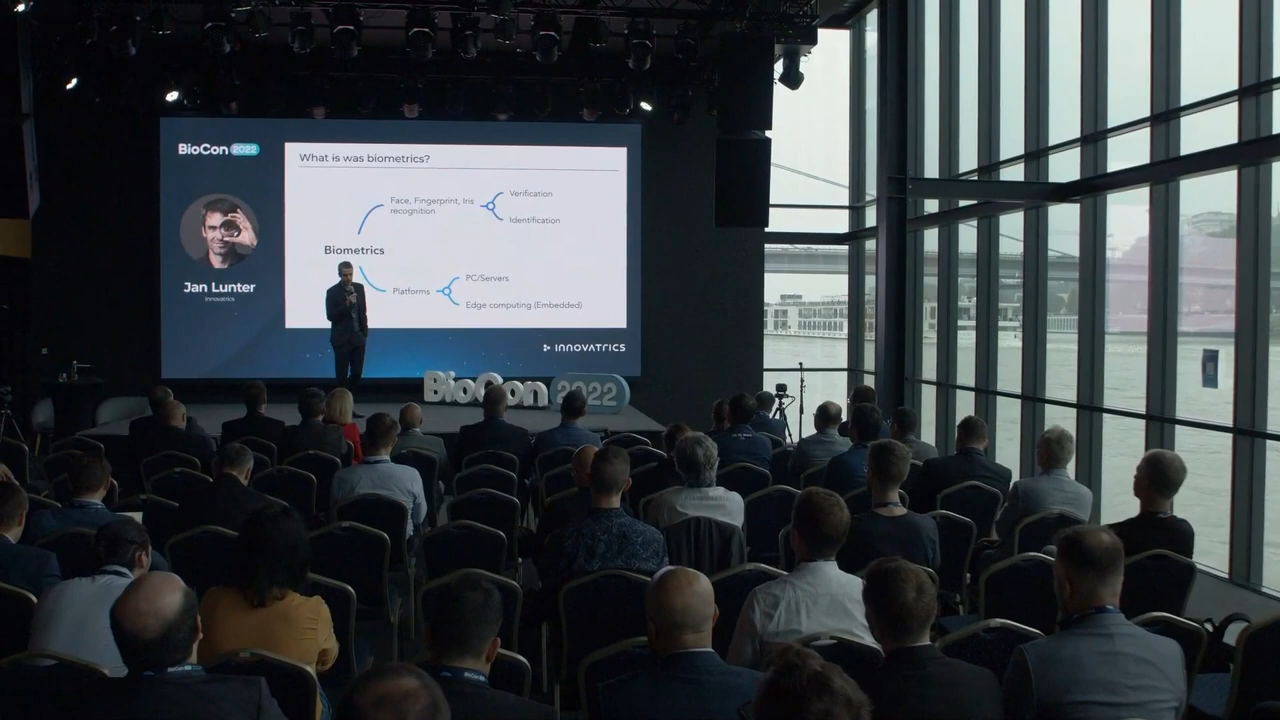 BioCon 2022
Jan Lunter
Innovatrics
What is was biometrics?
Face, Fingerprint, Iris
recognition
Verification
Identification
Biometrics
Platforms
PC/Servers
Edge computing (Embedded)
INNOVATRICS
BioCon 2022
BioCon